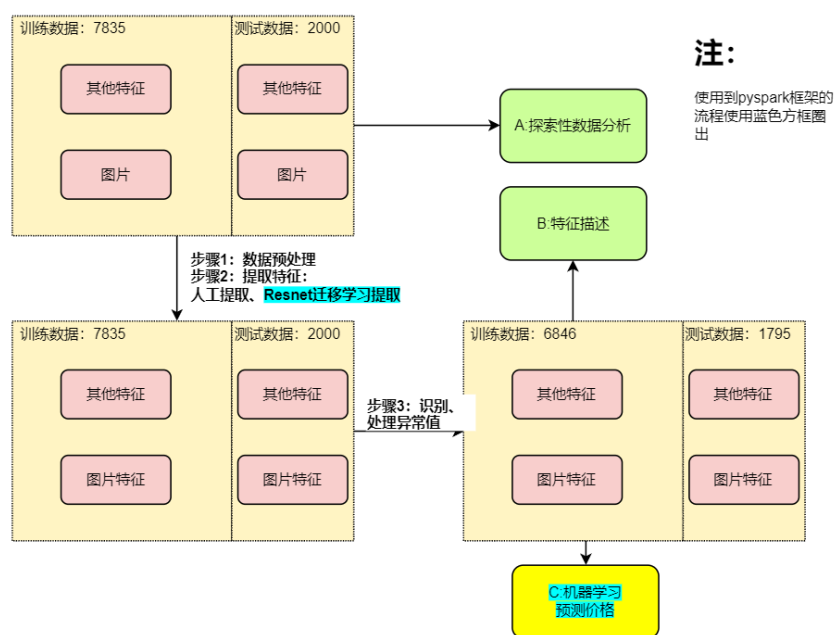 训练数据：7835
测试数据：2000
其他特征
其他特征
图片
图片
A:探索性数据分析
注：
使用到pyspark框架的
流程使用蓝色方框圈
出
B:特征描述
步骤1：数据预处理
步骤2：提取特征：
人工提取、Resnet迁移学习提取
训练数据：7835
测试数据：2000
其他特征
其他特征
图片特征
图片特征
步骤3：识别、
处理异常值
训练数据：6846
测试数据：1795
其他特征
其他特征
图片特征
图片特征
C:机器学习
预测价格